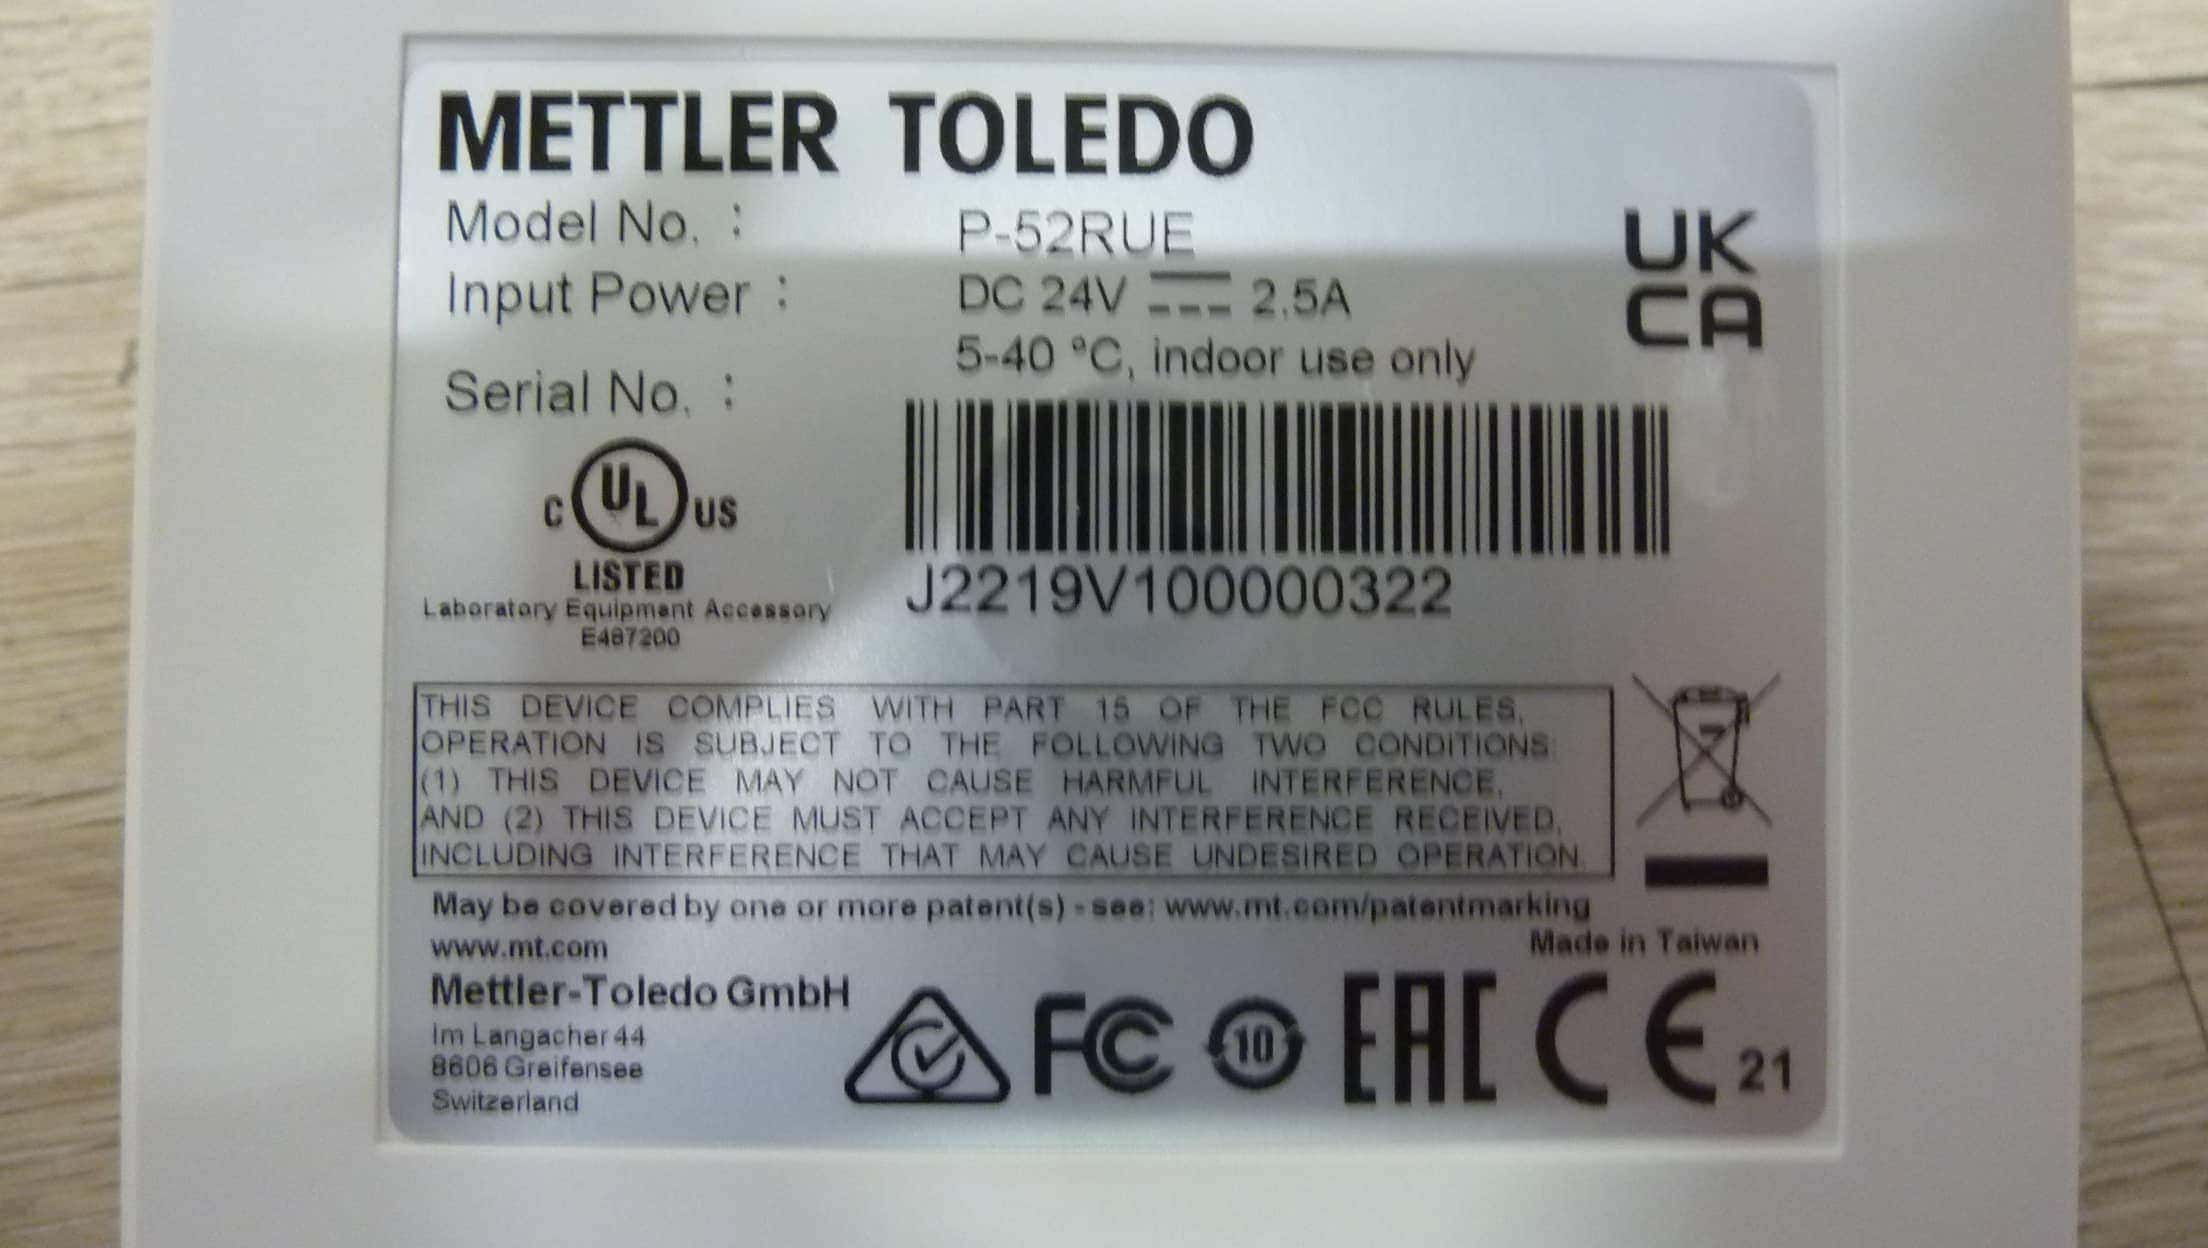 METTLER TOLEDO
Model No. : P-52RUE
Input Power : DC 24V 2.5A
5-40 °C, indoor use only
Serial No. :
UK
CA
C UL US
LISTED
Laboratory Equipment Accessory
E487200
J2219V100000322
THIS DEVICE COMPLIES WITH PART 15 OF THE FCC RULES.
OPERATION IS SUBJECT TO THE FOLLOWING TWO CONDITIONS:
(1) THIS DEVICE MAY NOT CAUSE HARMFUL INTERFERENCE,
AND (2) THIS DEVICE MUST ACCEPT ANY INTERFERENCE RECEIVED,
INCLUDING INTERFERENCE THAT MAY CAUSE UNDESIRED OPERATION.
May be covered by one or more patent(s) - see: www.mt.com/patentmarking
www.mt.com
Made in Taiwan
Mettler-Toledo GmbH
Im Langacher 44
8606 Greifensee
Switzerland
FC 10 EAC CE 21